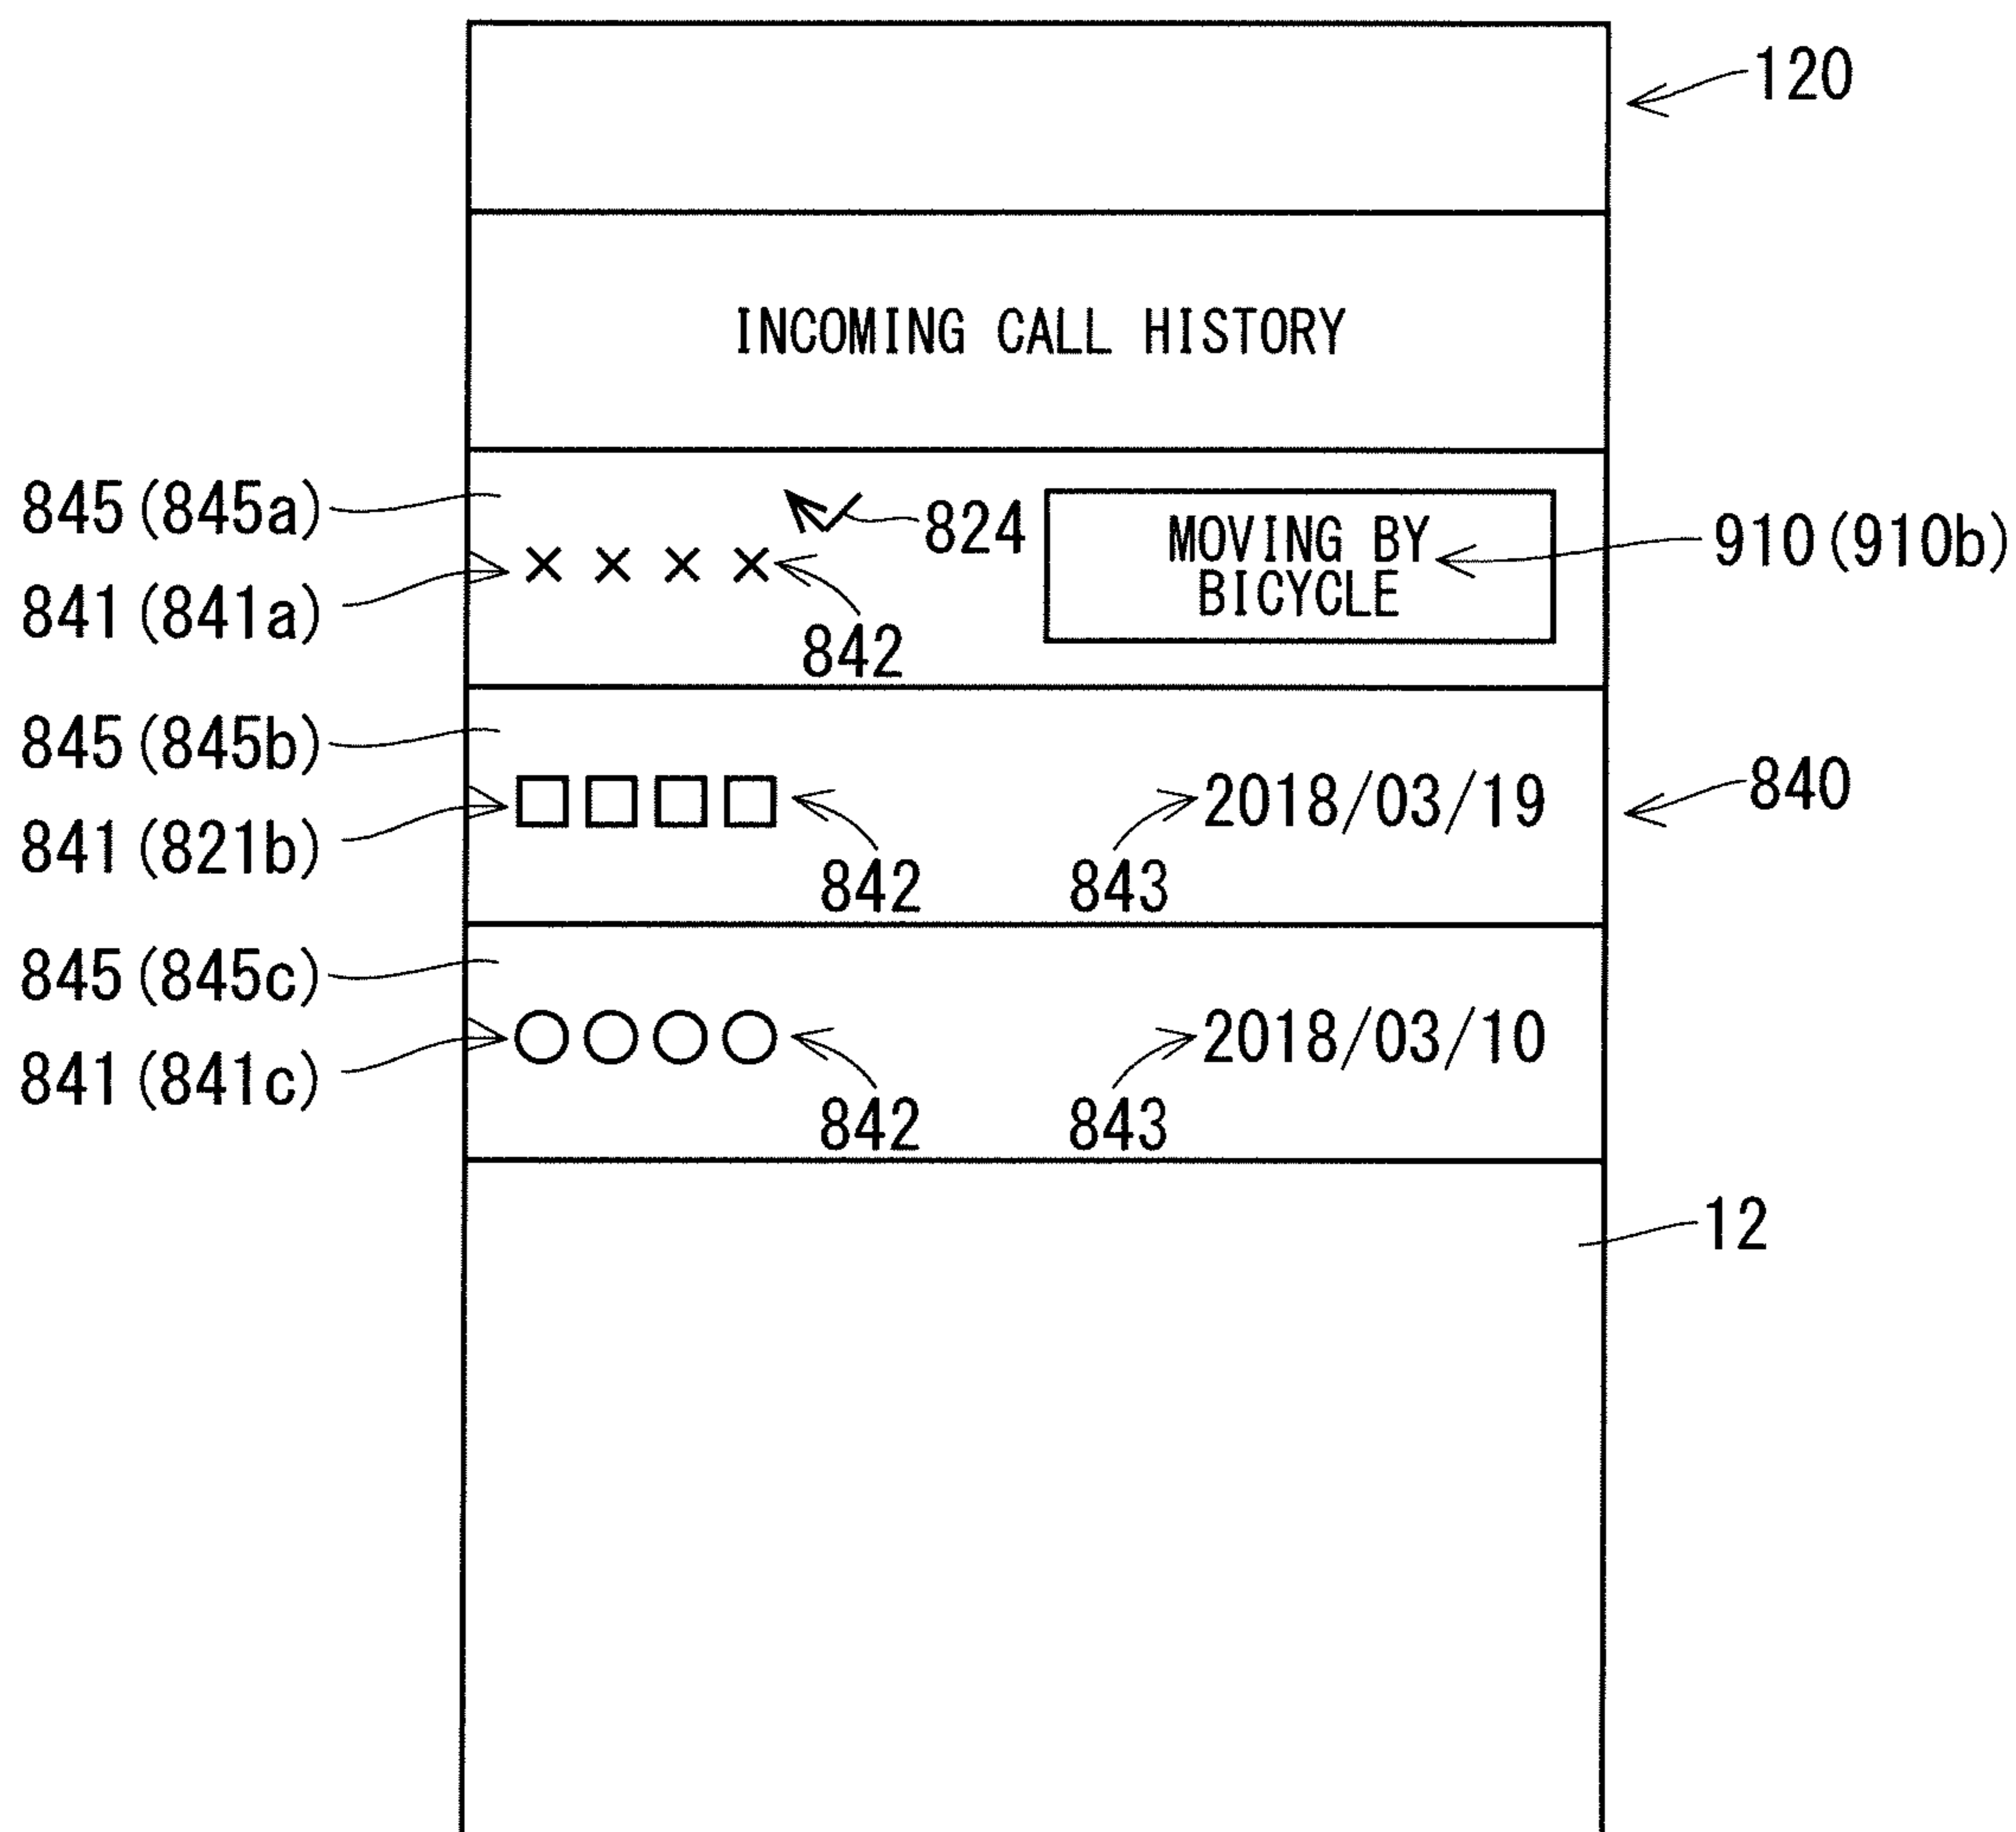 120
INCOMING CALL HISTORY
845 (845a)
824
MOVING BY
BICYCLE
910 (910b)
× × × ×
841 (841a)
842
845 (845b)
□□□□
2018/03/19
840
841 (821b)
842
843
845 (845c)
○○○○
2018/03/10
841 (841c)
842
843
12